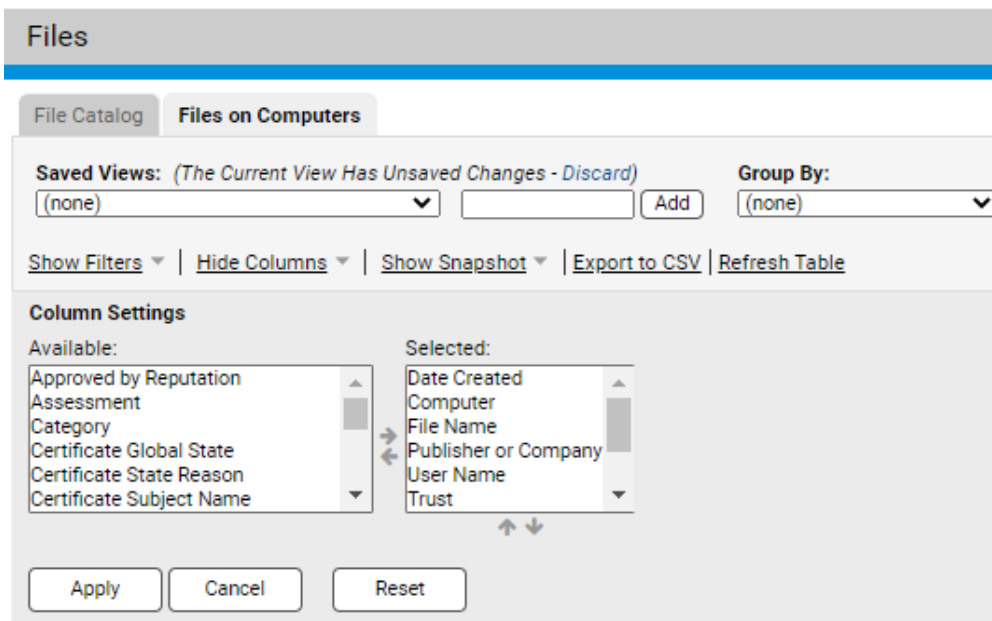 Files
File Catalog Files on Computers
Saved Views: (The Current View Has Unsaved Changes - Discard) Group By:
(none) Add (none)
Show Filters | Hide Columns | Show Snapshot | Export to CSV | Refresh Table
Column Settings
Available: Selected:
Approved by Reputation Date Created
Assessment Computer
Category File Name
Certificate Global State Publisher or Company
Certificate State Reason User Name
Certificate Subject Name Trust
Apply Cancel Reset